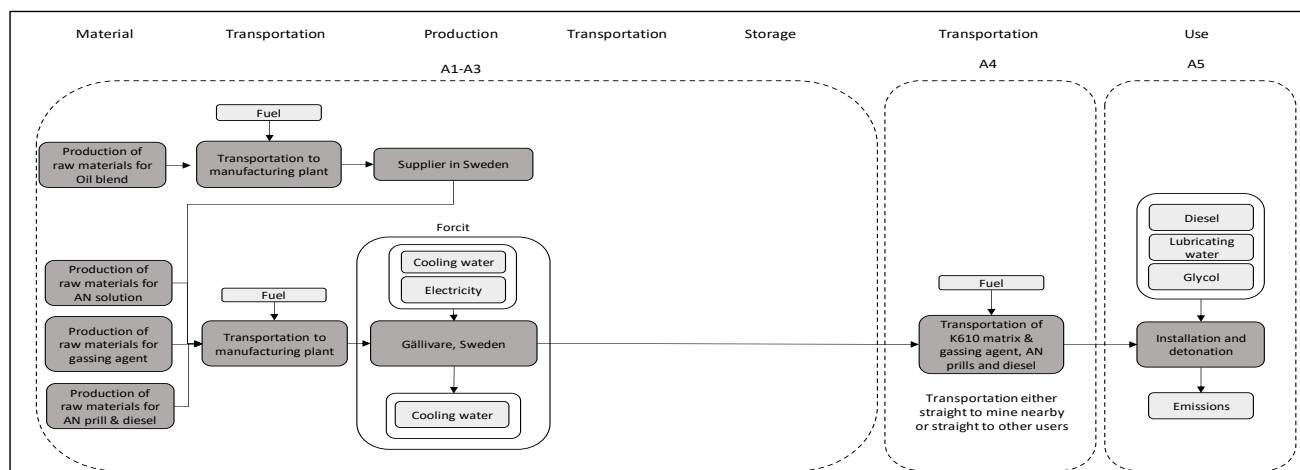 Material
Transportation
Production
Transportation
Storage
Transportation
Use
A1-A3
A4
A5
Fuel
Production of
raw materials for
Oil blend
Transportation to
manufacturing plant
Supplier in Sweden
Forcit
Cooling water
Electricity
Production of
raw materials for
AN solution
Production of
raw materials for
gassing agent
Production of
raw materials for
AN prill & diesel
Fuel
Transportation to
manufacturing plant
Gällivare, Sweden
Cooling water
Fuel
Transportation of
K610 matrix &
gassing agent, AN
prills and diesel
Transportation either
straight to mine nearby
or straight to other users
Diesel
Lubricating
water
Glycol
Installation and
detonation
Emissions